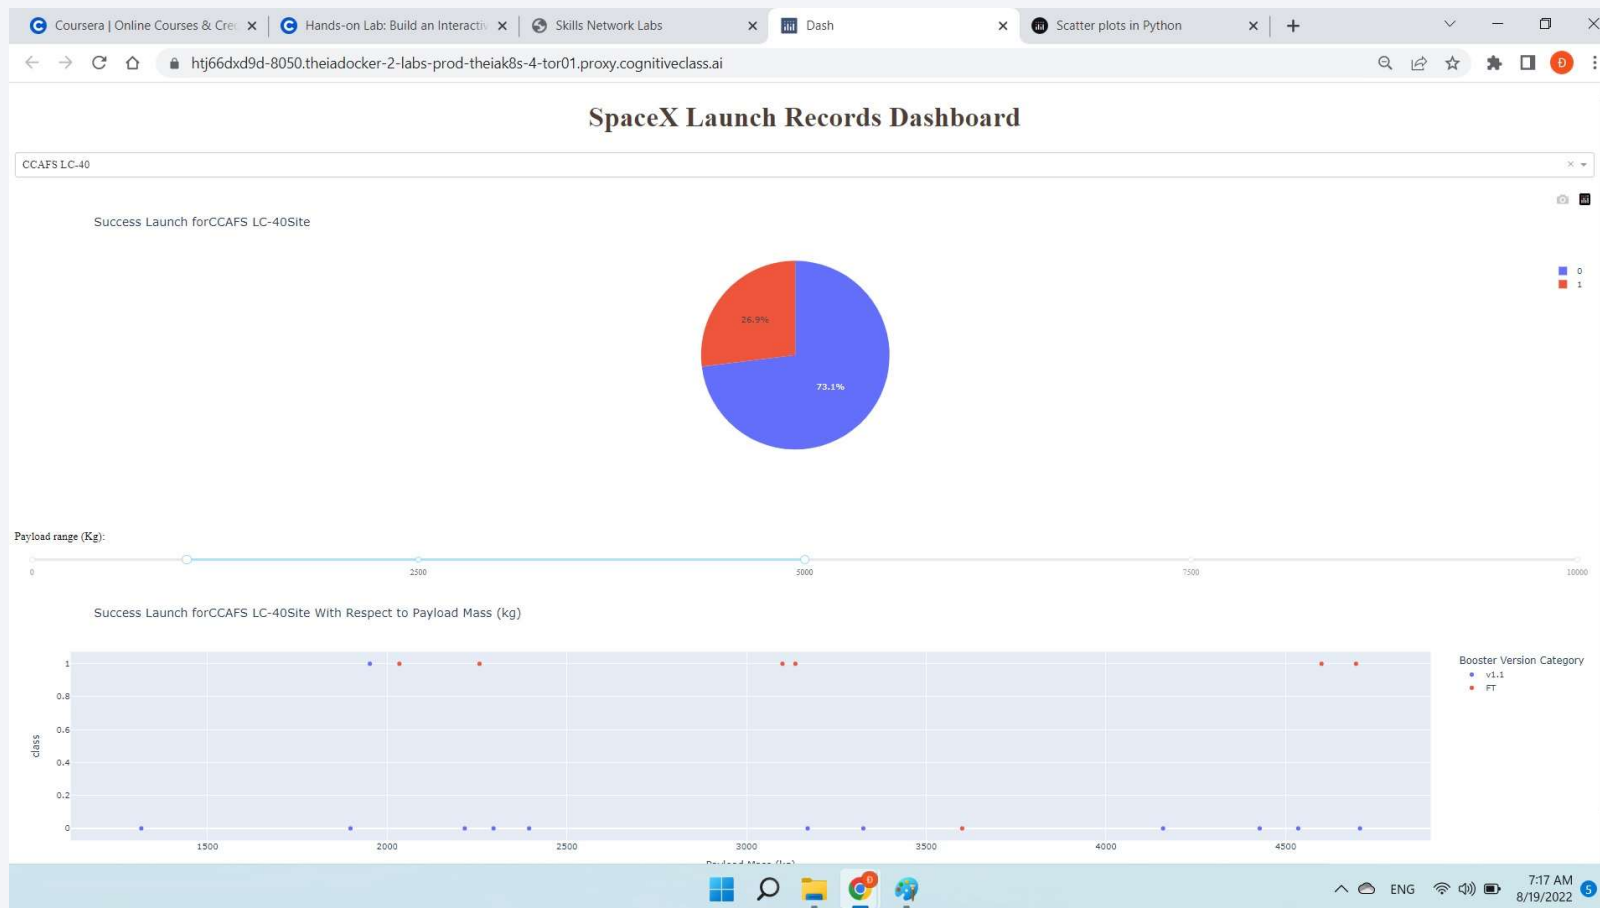 Coursera | Online Courses & Cre
Hands-on Lab: Build an Interactiv
Skills Network Labs
Dash
Scatter plots in Python
htj66dxd9d-8050.theiadocker-2-labs-prod-theiak8s-4-tor01.proxy.cognitiveclass.ai
Đ
SpaceX Launch Records Dashboard
CCAFS LC-40
Success Launch forCCAFS LC-40Site
0
1
26.9%
73.1%
Payload range (Kg):
0 2500 5000 7500 10000
Success Launch forCCAFS LC-40Site With Respect to Payload Mass (kg)
Booster Version Category
v1.1
FT
class
1
0.8
0.6
0.4
0.2
0
1500 2000 2500 3000 3500 4000 4500
Payload Mass (kg)
ENG
7:17 AM
8/19/2022
5